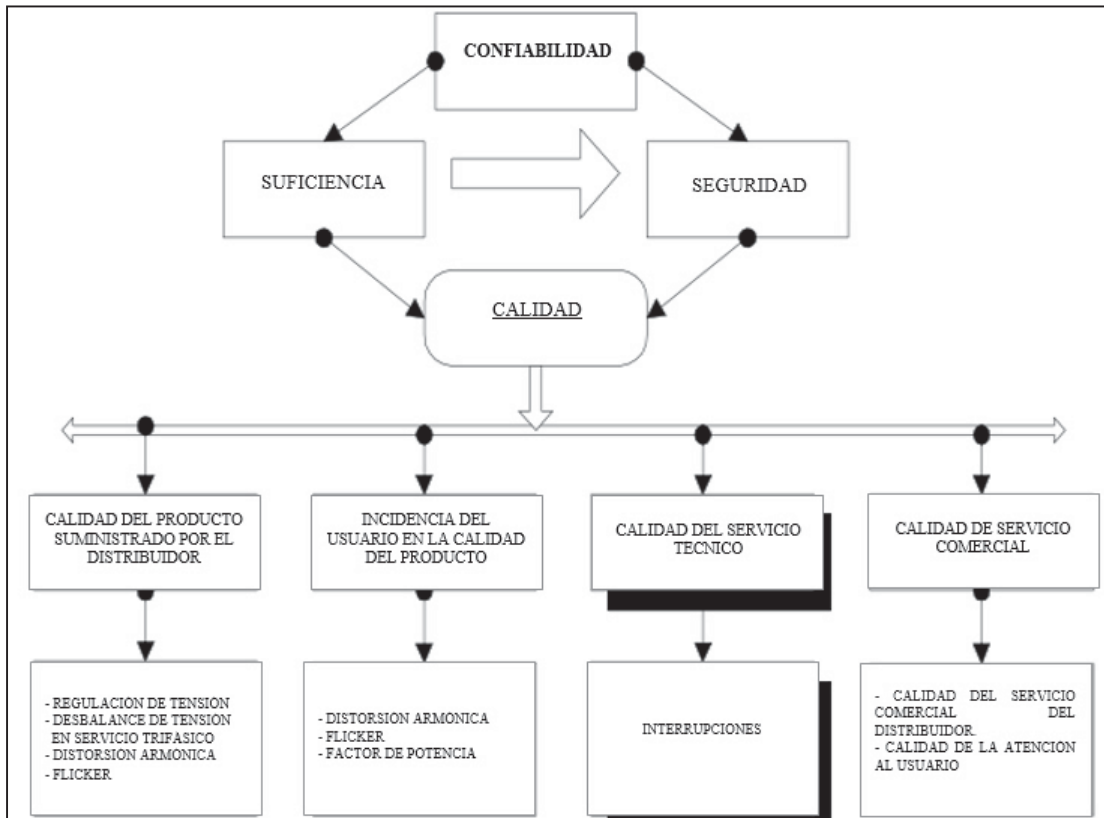 CONFIABILIDAD
SUFICIENCIA
SEGURIDAD
CALIDAD
CALIDAD DEL PRODUCTO
SUMINISTRADO POR EL
DISTRIBUIDOR
INCIDENCIA DEL
USUARIO EN LA CALIDAD
DEL PRODUCTO
CALIDAD DEL SERVICIO
TECNICO
CALIDAD DE SERVICIO
COMERCIAL
- REGULACION DE TENSION
- DESBALANCE DE TENSION
EN SERVICIO TRIFÁSICO
- DISTORSION ARMONICA
- FLICKER
- DISTORSION ARMONICA
- FLICKER
- FACTOR DE POTENCIA
INTERRUPCIONES
- CALIDAD DEL SERVICIO
COMERCIAL DEL
DISTRIBUIDOR.
- CALIDAD DE LA ATENCION
AL USUARIO